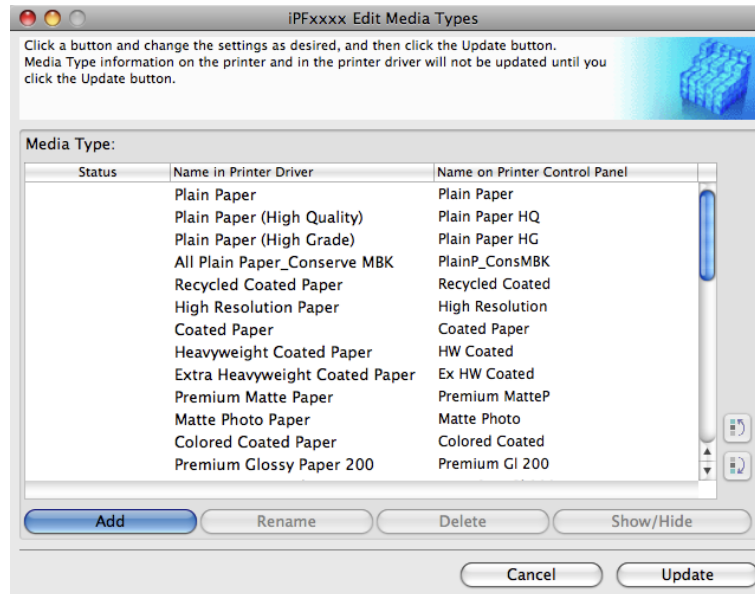 iPFxxxx Edit Media Types
Click a button and change the settings as desired, and then click the Update button.
Media Type information on the printer and in the printer driver will not be updated until you
click the Update button.
Media Type:
Status Name in Printer Driver Name on Printer Control Panel
Plain Paper Plain Paper
Plain Paper (High Quality) Plain Paper HQ
Plain Paper (High Grade) Plain Paper HG
All Plain Paper_Conserve MBK PlainP_ConsMBK
Recycled Coated Paper Recycled Coated
High Resolution Paper High Resolution
Coated Paper Coated Paper
Heavyweight Coated Paper HW Coated
Extra Heavyweight Coated Paper Ex HW Coated
Premium Matte Paper Premium MatteP
Matte Photo Paper Matte Photo
Colored Coated Paper Colored Coated
Premium Glossy Paper 200 Premium Gl 200
Add Rename Delete Show/Hide
Cancel Update